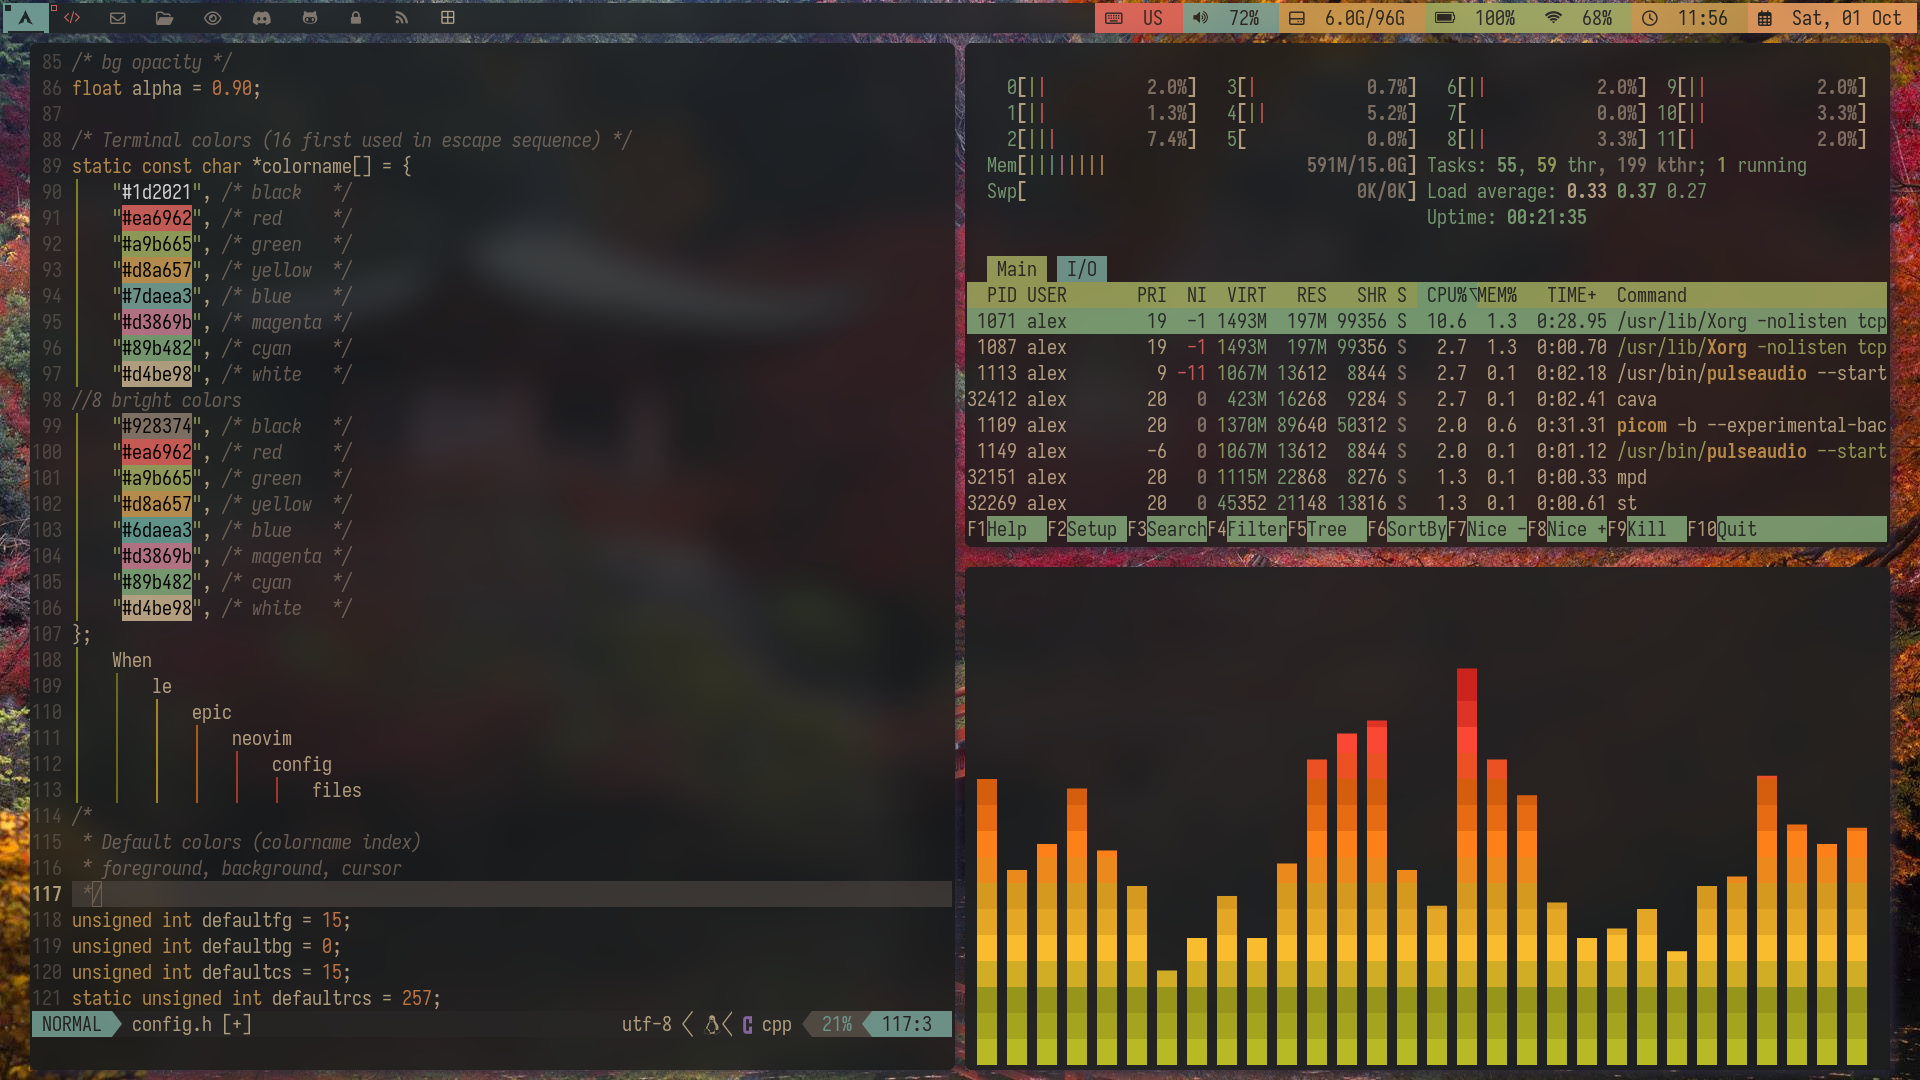 US 72% 6.0G/96G 100% 68% 11:56 Sat, 01 Oct
85 /* bg opacity */
86 float alpha = 0.90;
87
88 /* Terminal colors (16 first used in escape sequence) */
89 static const char *colorname[] = {
90 "#1d2021", /* black */
91 "#ea6962", /* red */
92 "#a9b665", /* green */
93 "#d8a657", /* yellow */
94 "#7daea3", /* blue */
95 "#d3869b", /* magenta */
96 "#89b482", /* cyan */
97 "#d4be98", /* white */
98 //8 bright colors
99 "#928374", /* black */
100 "#ea6962", /* red */
101 "#a9b665", /* green */
102 "#d8a657", /* yellow */
103 "#6daea3", /* blue */
104 "#d3869b", /* magenta */
105 "#89b482", /* cyan */
106 "#d4be98", /* white */
107 };
108 When
109 le
110 epic
111 neovim
112 config
113 files
114 /*
115 * Default colors (colorname index)
116 * foreground, background, cursor
117 */
118 unsigned int defaultfg = 15;
119 unsigned int defaultbg = 0;
120 unsigned int defaultcs = 15;
121 static unsigned int defaultrcs = 257;
NORMAL config.h [+] utf-8 cpp 21% 117:3
0[|| 2.0%] 3[| 0.7%] 6[|| 2.0%] 9[|| 2.0%]
1[|| 1.3%] 4[|| 5.2%] 7[ 0.0%] 10[|| 3.3%]
2[||| 7.4%] 5[ 0.0%] 8[|| 3.3%] 11[| 2.0%]
Mem[|||||||| 591M/15.0G] Tasks: 55, 59 thr, 199 kthr; 1 running
Swp[ 0K/0K] Load average: 0.33 0.37 0.27
Uptime: 00:21:35
Main I/O
PID USER PRI NI VIRT RES SHR S CPU%▽MEM% TIME+ Command
1071 alex 19 -1 1493M 197M 99356 S 10.6 1.3 0:28.95 /usr/lib/Xorg -nolisten tcp
1087 alex 19 -1 1493M 197M 99356 S 2.7 1.3 0:00.70 /usr/lib/Xorg -nolisten tcp
1113 alex 9 -11 1067M 13612 8844 S 2.7 0.1 0:02.18 /usr/bin/pulseaudio --start
32412 alex 20 0 423M 16268 9284 S 2.7 0.1 0:02.41 cava
1109 alex 20 0 1370M 89640 50312 S 2.0 0.6 0:31.31 picom -b --experimental-bac
1149 alex -6 0 1067M 13612 8844 S 2.0 0.1 0:01.12 /usr/bin/pulseaudio --start
32151 alex 20 0 1115M 22868 8276 S 1.3 0.1 0:00.33 mpd
32269 alex 20 0 45352 21148 13816 S 1.3 0.1 0:00.61 st
F1Help F2Setup F3SearchF4FilterF5Tree F6SortByF7Nice -F8Nice +F9Kill F10Quit